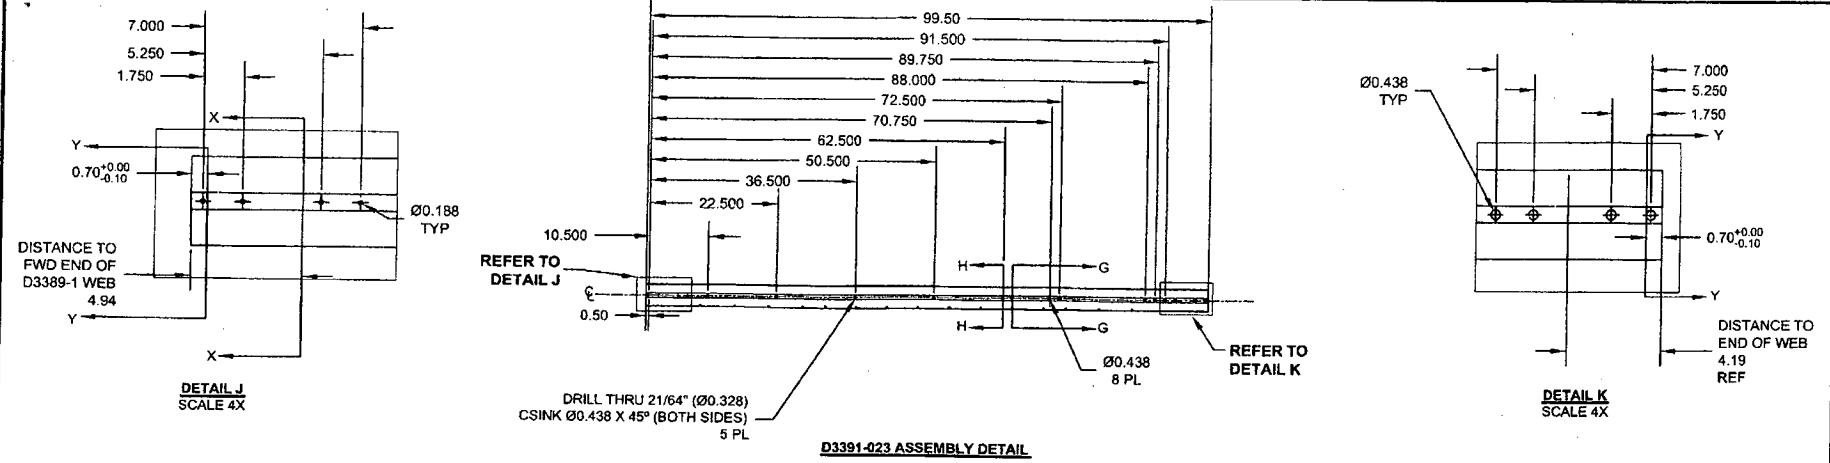 7.000
5.250
1.750
X
Y
0.70 +0.00 -0.10
Ø0.188
TYP
DISTANCE TO
FWD END OF
D3389-1 WEB
4.94
Y
X
DETAIL J
SCALE 4X
99.50
91.500
89.750
88.000
72.500
70.750
62.500
50.500
36.500
22.500
10.500
REFER TO
DETAIL J
H
G
℄
0.50
H
G
Ø0.438
8 PL
REFER TO
DETAIL K
DRILL THRU 21/64" (Ø0.328)
CSINK Ø0.438 X 45º (BOTH SIDES)
5 PL
D3391-023 ASSEMBLY DETAIL
Ø0.438
TYP
7.000
5.250
1.750
Y
0.70 +0.00 -0.10
Y
DISTANCE TO
END OF WEB
4.19
REF
DETAIL K
SCALE 4X